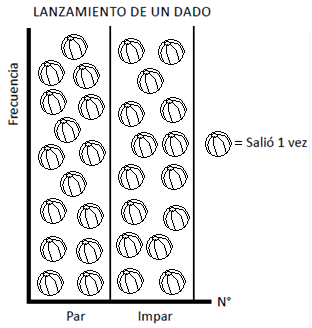 LANZAMIENTO DE UN DADO
Frecuencia
= Salió 1 vez
N°
Par
Impar